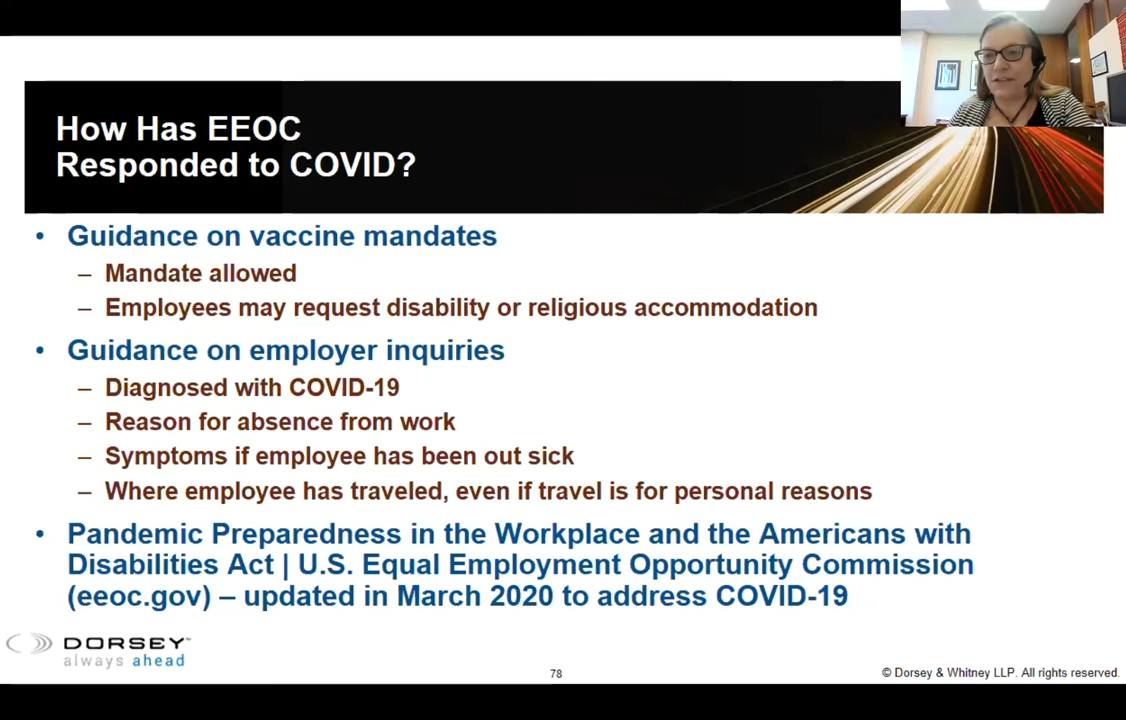 How Has EEOC
Responded to COVID?
• Guidance on vaccine mandates
– Mandate allowed
– Employees may request disability or religious accommodation
• Guidance on employer inquiries
– Diagnosed with COVID-19
– Reason for absence from work
– Symptoms if employee has been out sick
– Where employee has traveled, even if travel is for personal reasons
• Pandemic Preparedness in the Workplace and the Americans with
Disabilities Act | U.S. Equal Employment Opportunity Commission
(eeoc.gov) – updated in March 2020 to address COVID-19
DORSEY™
always ahead
78
© Dorsey & Whitney LLP. All rights reserved.